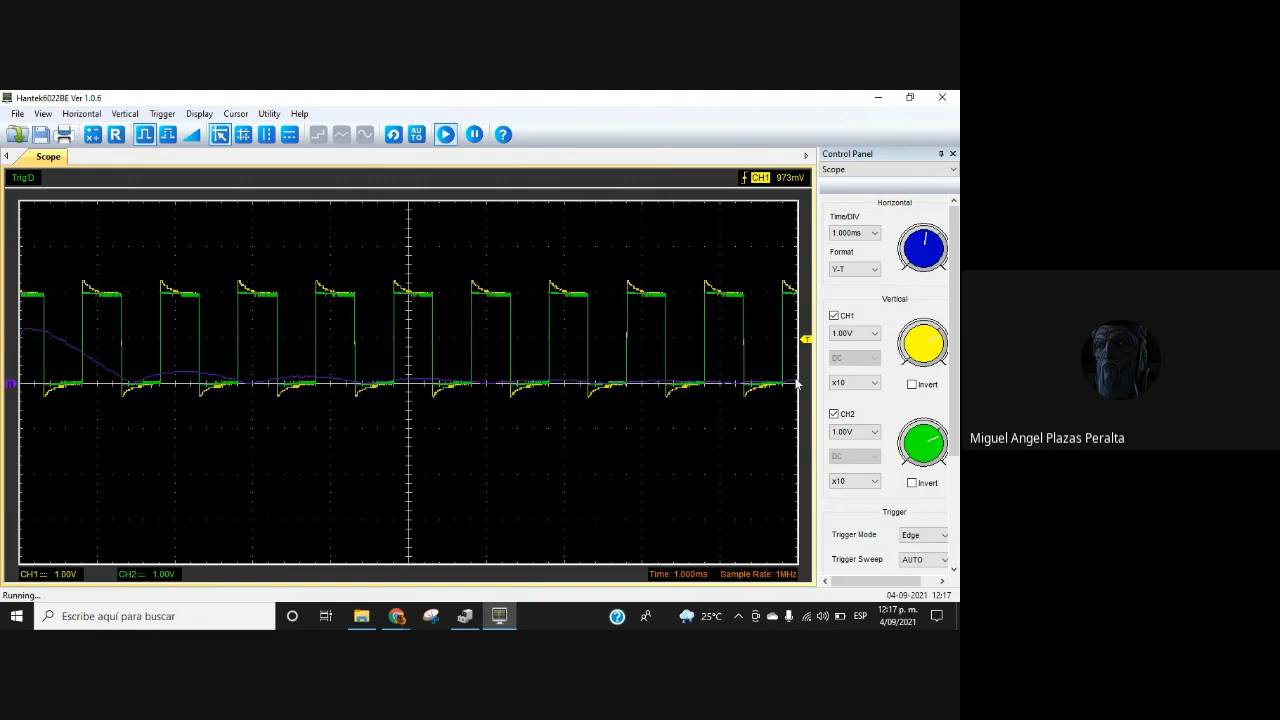 Hantek6022BE Ver 1.0.6
File View Horizontal Vertical Trigger Display Cursor Utility Help
R AUTO ?
Scope
Control Panel
Scope
Trig'D
CH1 973mV
Horizontal
Time/DIV
1.000ms
Format
Y-T
Vertical
CH1
1.00V
DC
x10
Invert
CH2
1.00V
DC
x10
Invert
Trigger
Trigger Mode Edge
Trigger Sweep AUTO
T
CH1 1.00V CH2 1.00V Time: 1.000ms Sample Rate: 1MHz
Running...
04-09-2021 12:17
Escribe aquí para buscar
25°C
ESP
12:17 p. m.
4/09/2021
Miguel Angel Plazas Peralta